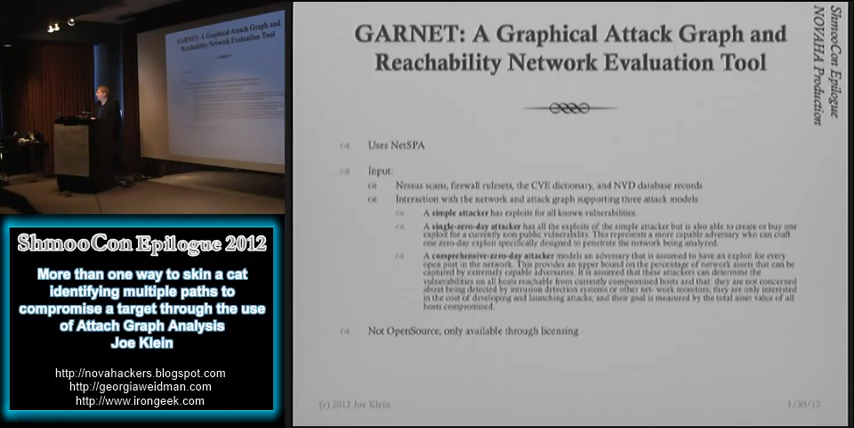 GARNET: A Graphical Attack Graph and
Reachability Network Evaluation Tool
Uses NetSPA
Input:
Nessus scans, firewall rulesets, the CVE dictionary, and NVD database records
Interaction with the network and attack graph supporting three attack models
A simple attacker has exploits for all known vulnerabilities.
A single-zero-day attacker has all the exploits of the simple attacker but is also able to create or buy one
exploit for a currently non-public vulnerability. This represents a more capable adversary who can craft
one zero-day exploit specifically designed to penetrate the network being analyzed.
A comprehensive-zero-day attacker models an adversary that is assumed to have an exploit for every
open port in the network. This provides an upper bound on the percentage of network assets that can be
captured by extremely capable adversaries. It is assumed that these attackers can determine the
vulnerabilities on all hosts reachable from currently compromised hosts and that they are not concerned
about being detected by intrusion detection systems or other net- work monitors; they are only interested
in the cost of developing and launching attacks; and their goal is measured by the total asset value of all
hosts compromised.
Not OpenSource, only available through licensing
(c) 2012 Joe Klein
1/30/12
ShmooCon Epilogue
NOVAHA Production
GARNET: A Graphical Attack Graph and
Reachability Network Evaluation Tool
ShmooCon Epilogue 2012
More than one way to skin a cat
identifying multiple paths to
compromise a target through the use
of Attach Graph Analysis
Joe Klein
http://novahackers.blogspot.com
http://georgiaweidman.com
http://www.irongeek.com